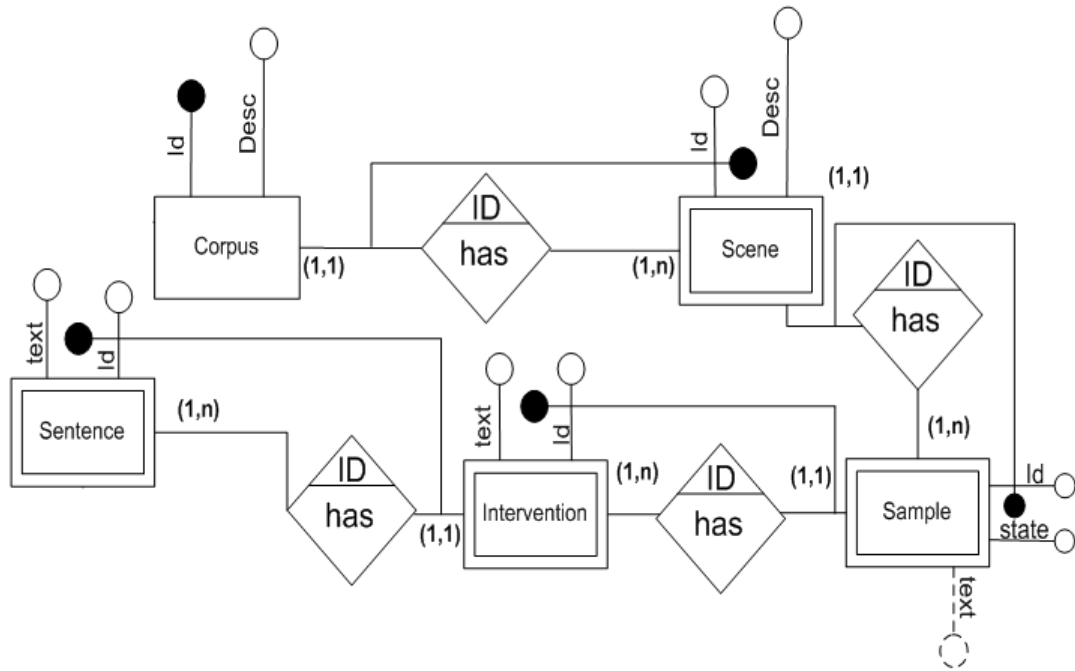 Id
Desc
Id
Desc
(1,1)
ID
has
Corpus
(1,1)
(1,n)
Scene
ID
has
text
Id
Sentence
(1,n)
text
Id
(1,n)
ID
has
(1,1)
Intervention
(1,n)
ID
has
(1,1)
Sample
Id
state
text